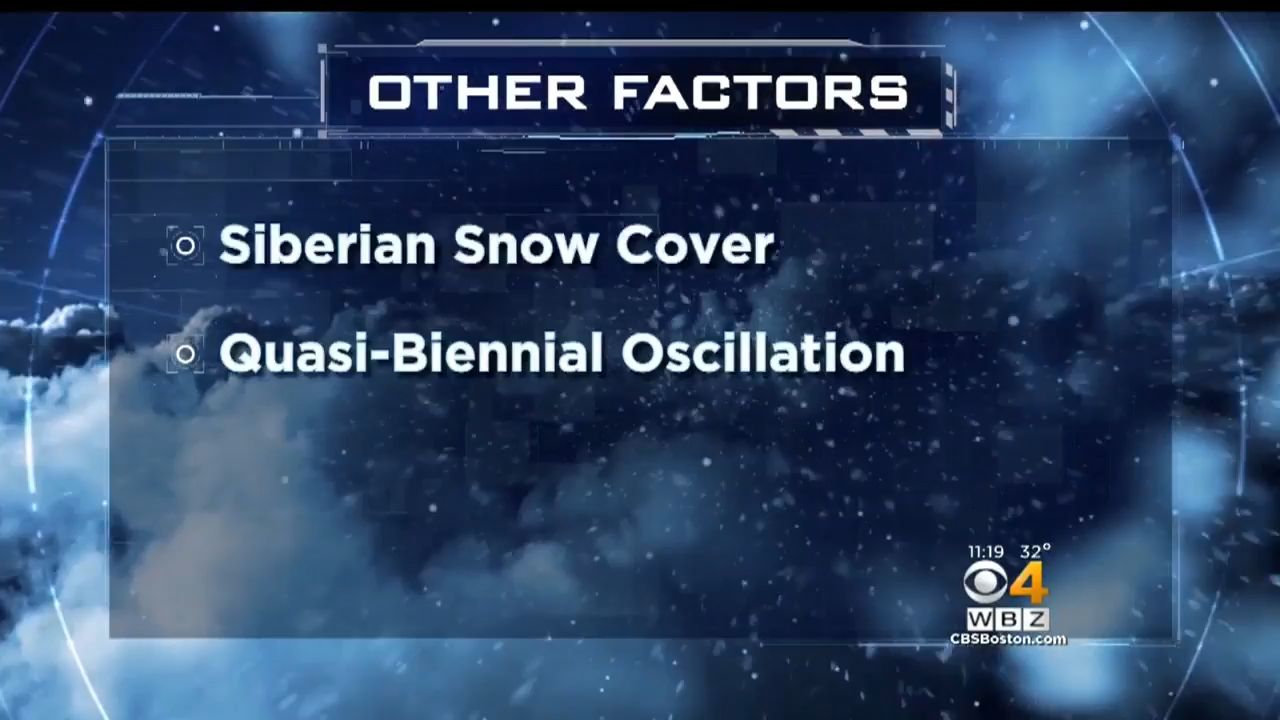 OTHER FACTORS
Siberian Snow Cover
Quasi-Biennial Oscillation
11:19 32°
4
WBZ
CBSBoston.com